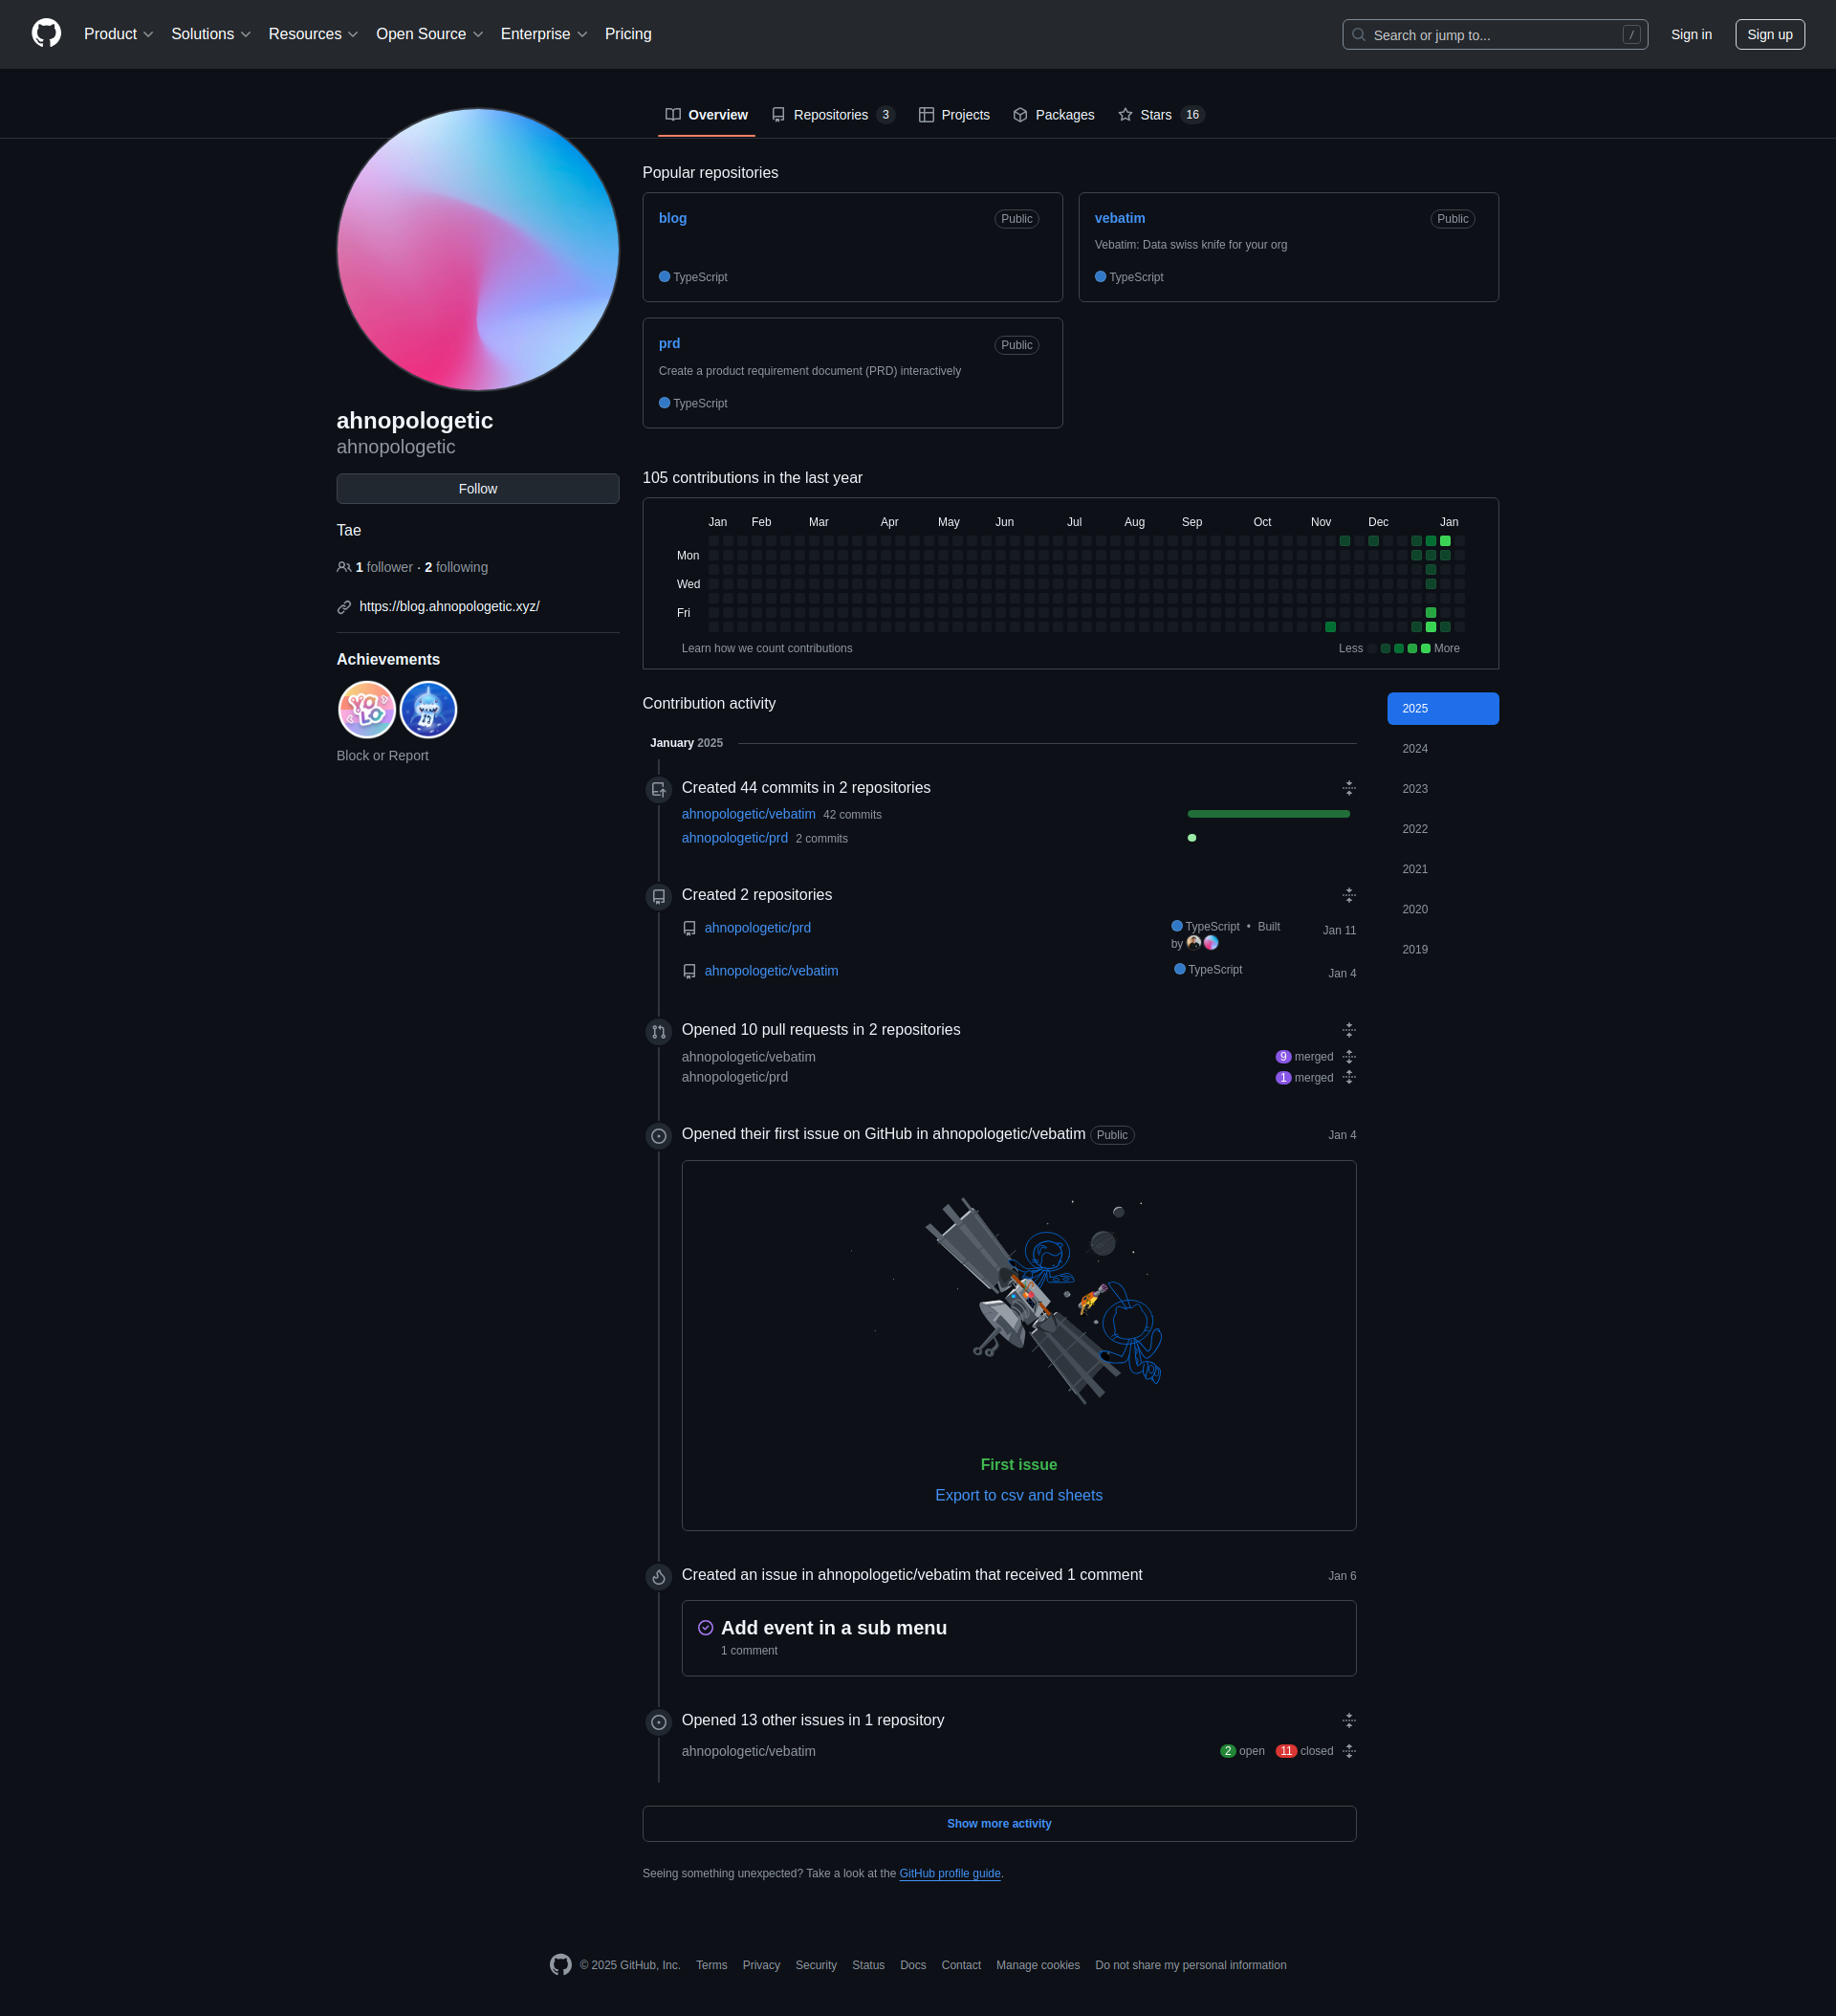 Product Solutions Resources Open Source Enterprise Pricing Search or jump to... / Sign in Sign up
Overview Repositories 3 Projects Packages Stars 16
ahnopologetic
ahnopologetic
Follow
Tae
1 follower · 2 following
https://blog.ahnopologetic.xyz/
Achievements
YOLO
Block or Report
Popular repositories
blog Public
TypeScript
vebatim Public
Vebatim: Data swiss knife for your org
TypeScript
prd Public
Create a product requirement document (PRD) interactively
TypeScript
105 contributions in the last year
Jan Feb Mar Apr May Jun Jul Aug Sep Oct Nov Dec Jan
Mon
Wed
Fri
Learn how we count contributions Less More
Contribution activity
2025
2024
2023
2022
2021
2020
2019
January 2025
Created 44 commits in 2 repositories
ahnopologetic/vebatim 42 commits
ahnopologetic/prd 2 commits
Created 2 repositories
ahnopologetic/prd TypeScript • Built by Jan 11
ahnopologetic/vebatim TypeScript Jan 4
Opened 10 pull requests in 2 repositories
ahnopologetic/vebatim 9 merged
ahnopologetic/prd 1 merged
Opened their first issue on GitHub in ahnopologetic/vebatim Public Jan 4
First issue
Export to csv and sheets
Created an issue in ahnopologetic/vebatim that received 1 comment Jan 6
Add event in a sub menu
1 comment
Opened 13 other issues in 1 repository
ahnopologetic/vebatim 2 open 11 closed
Show more activity
Seeing something unexpected? Take a look at the GitHub profile guide.
© 2025 GitHub, Inc. Terms Privacy Security Status Docs Contact Manage cookies Do not share my personal information